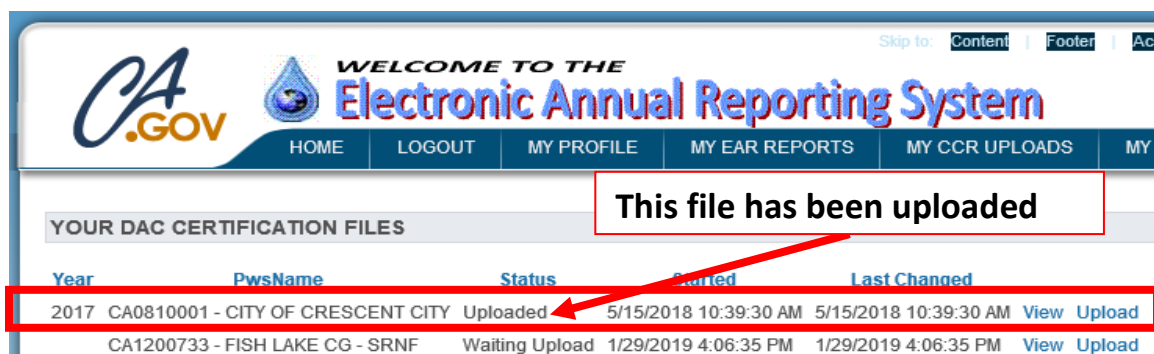 Skip to: Content | Footer | Ac
CA
.GOV
WELCOME TO THE
Electronic Annual Reporting System
HOME LOGOUT MY PROFILE MY EAR REPORTS MY CCR UPLOADS MY
This file has been uploaded
YOUR DAC CERTIFICATION FILES
Year PwsName Status Started Last Changed
2017 CA0810001 - CITY OF CRESCENT CITY Uploaded 5/15/2018 10:39:30 AM 5/15/2018 10:39:30 AM View Upload
CA1200733 - FISH LAKE CG - SRNF Waiting Upload 1/29/2019 4:06:35 PM 1/29/2019 4:06:35 PM View Upload